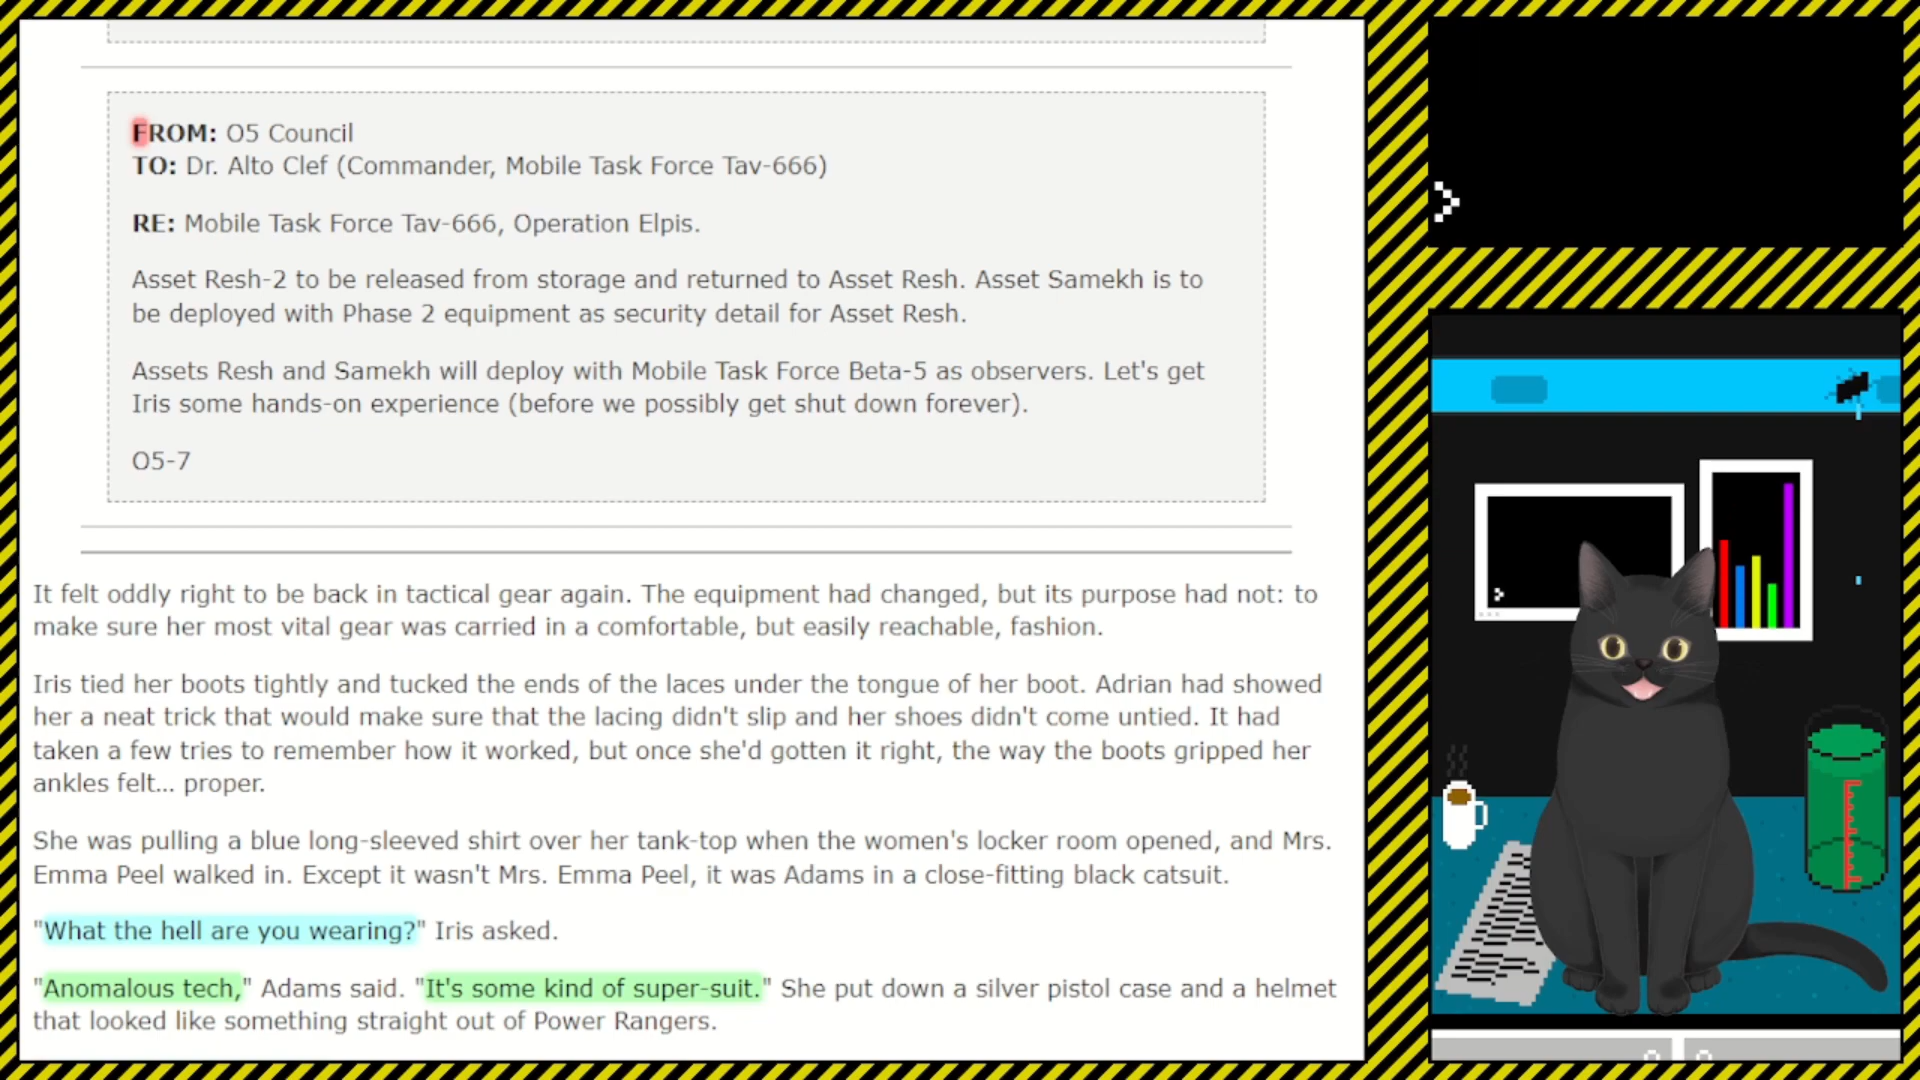 FROM: O5 Council
TO: Dr. Alto Clef (Commander, Mobile Task Force Tav-666)
RE: Mobile Task Force Tav-666, Operation Elpis.
Asset Resh-2 to be released from storage and returned to Asset Resh. Asset Samekh is to
be deployed with Phase 2 equipment as security detail for Asset Resh.
Assets Resh and Samekh will deploy with Mobile Task Force Beta-5 as observers. Let's get
Iris some hands-on experience (before we possibly get shut down forever).
O5-7
It felt oddly right to be back in tactical gear again. The equipment had changed, but its purpose had not: to
make sure her most vital gear was carried in a comfortable, but easily reachable, fashion.
Iris tied her boots tightly and tucked the ends of the laces under the tongue of her boot. Adrian had showed
her a neat trick that would make sure that the lacing didn't slip and her shoes didn't come untied. It had
taken a few tries to remember how it worked, but once she'd gotten it right, the way the boots gripped her
ankles felt... proper.
She was pulling a blue long-sleeved shirt over her tank-top when the women's locker room opened, and Mrs.
Emma Peel walked in. Except it wasn't Mrs. Emma Peel, it was Adams in a close-fitting black catsuit.
"What the hell are you wearing?" Iris asked.
"Anomalous tech," Adams said. "It's some kind of super-suit." She put down a silver pistol case and a helmet
that looked like something straight out of Power Rangers.